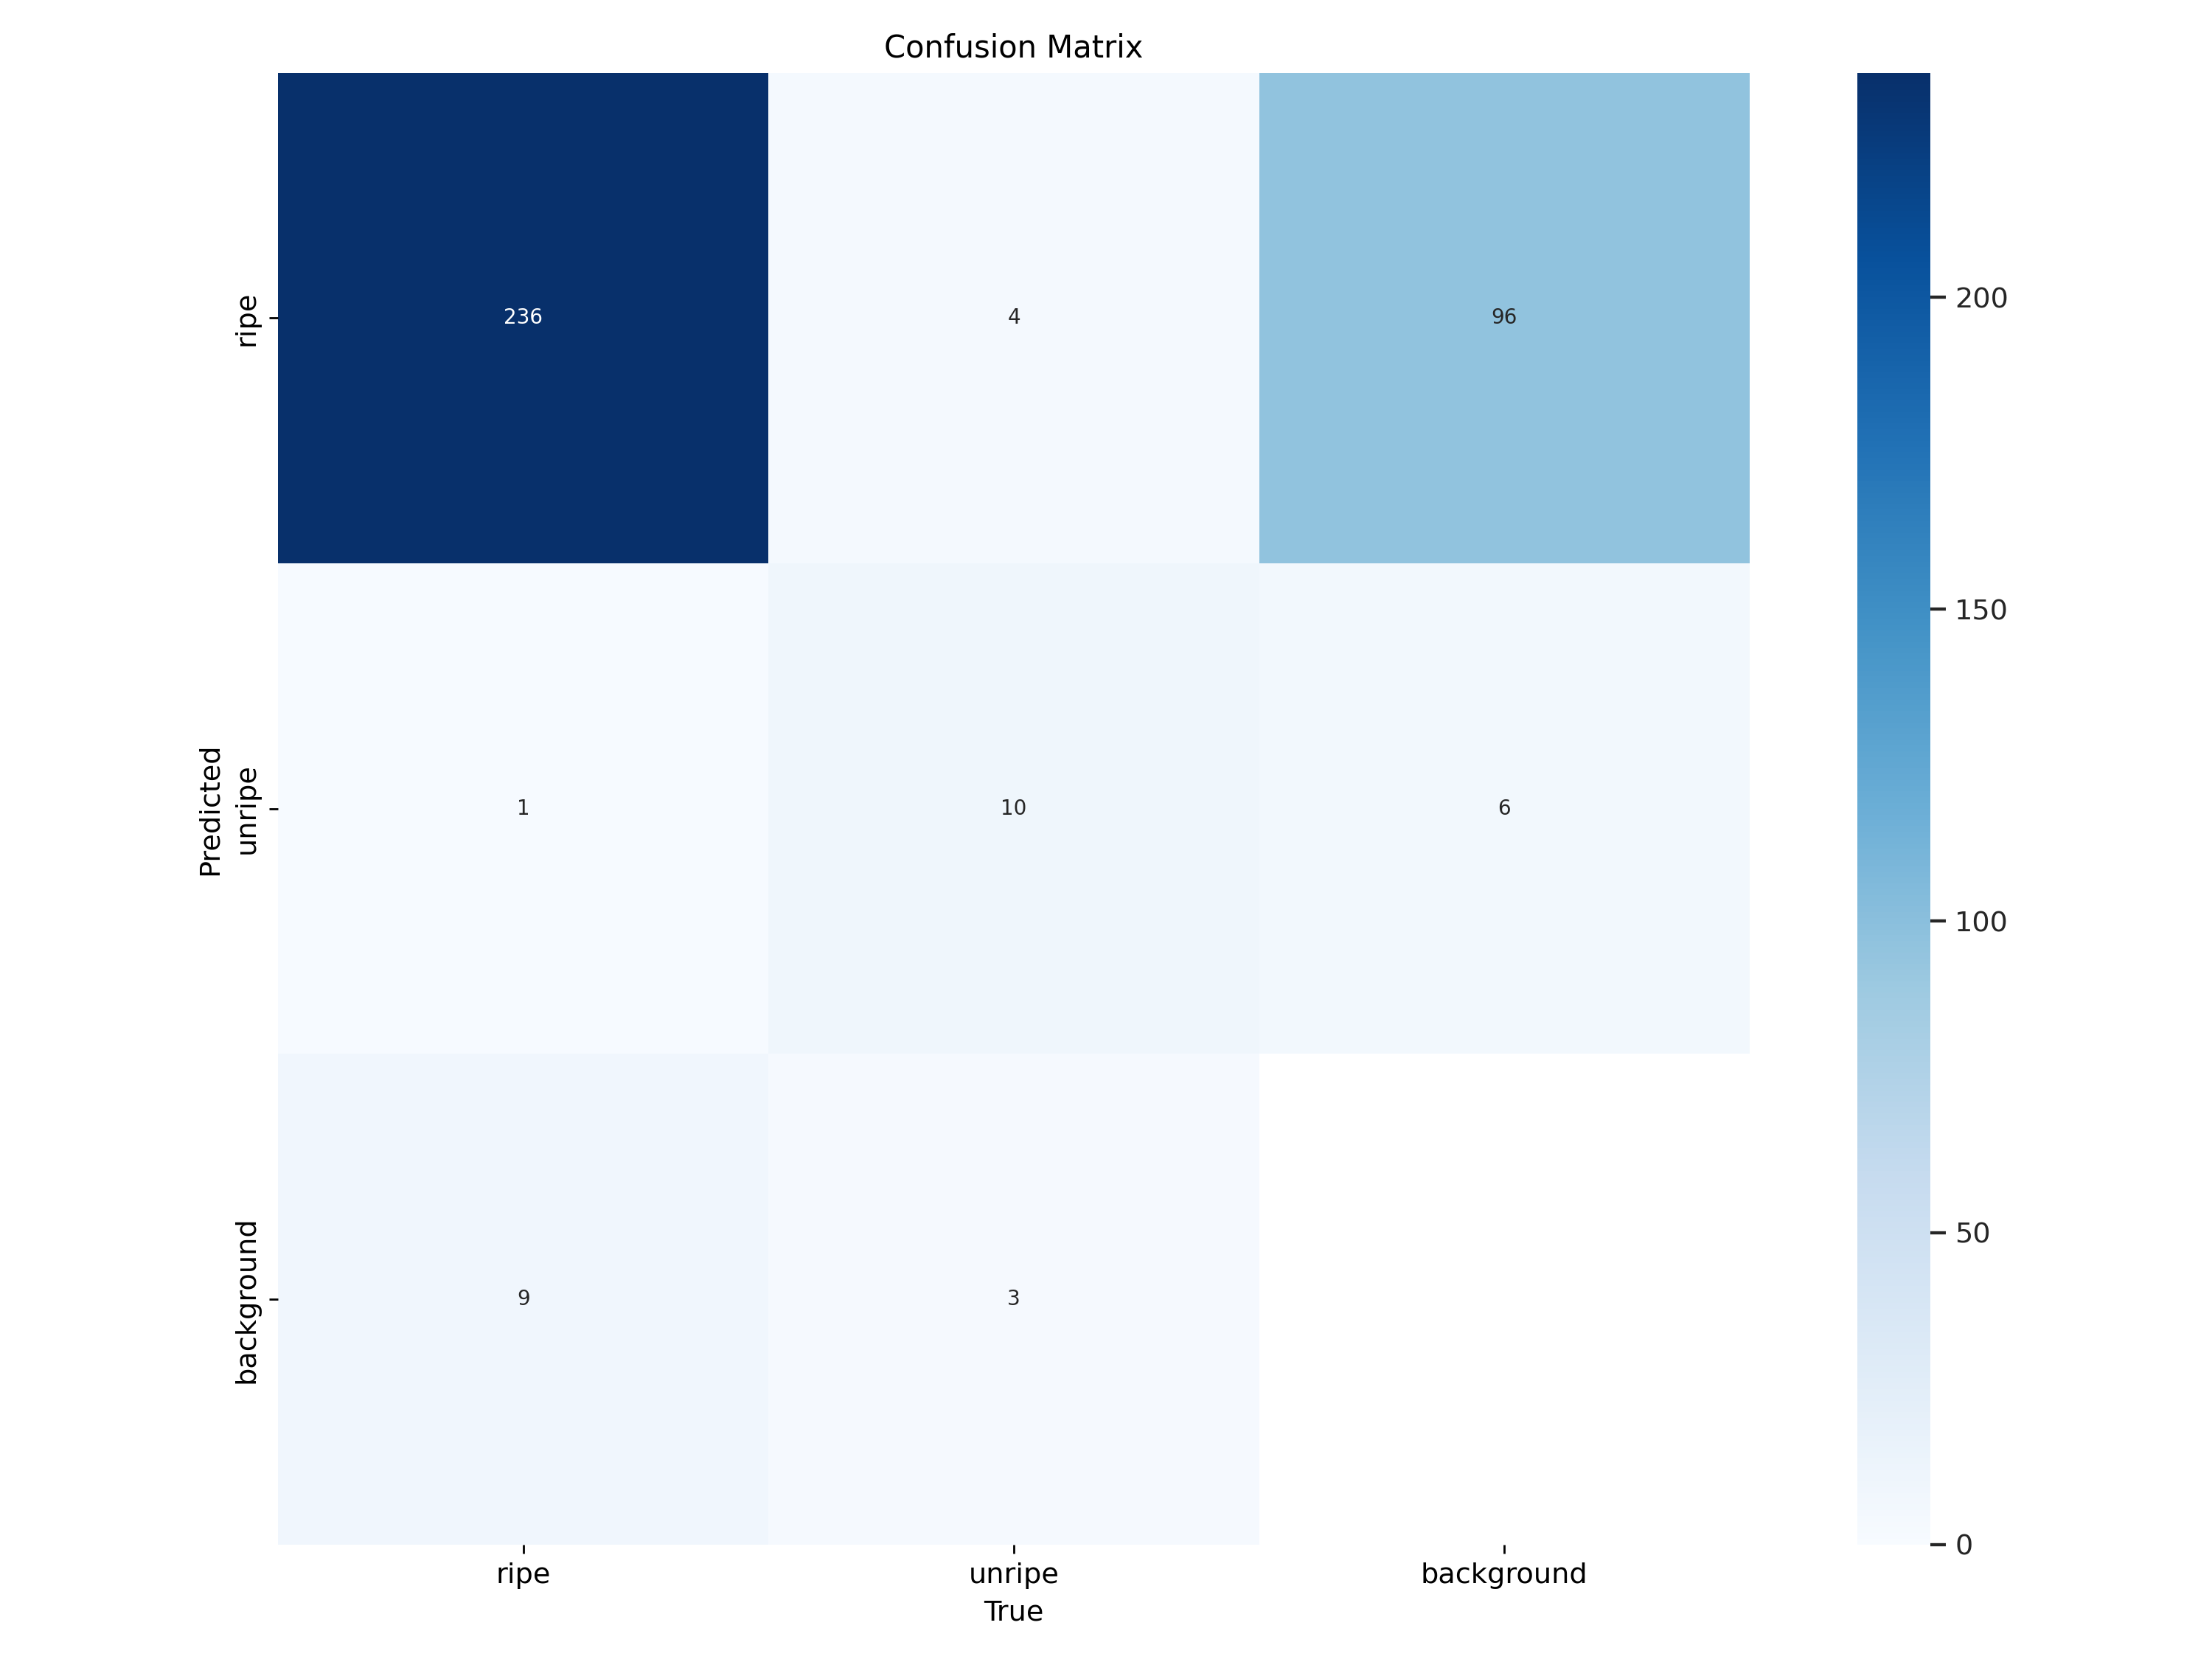 Confusion Matrix
236 4 96
ripe
1 10 6
unripe
Predicted
9 3
background
ripe unripe background
True
200
150
100
50
0